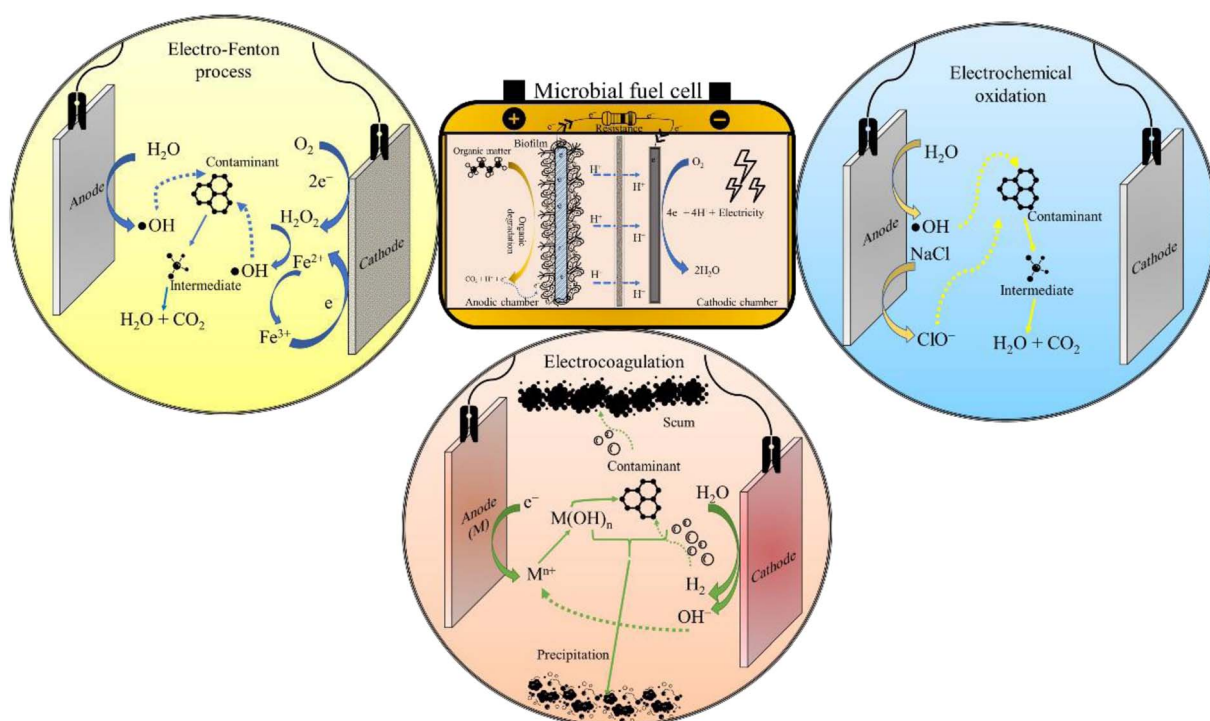 Electro-Fenton
process
Anode
H₂O
●OH
Contaminant
Intermediate
H₂O + CO₂
O₂
2e⁻
H₂O₂
●OH
Fe²⁺
e
Fe³⁺
Cathode
Microbial fuel cell
+
−
e⁻
e⁻
Resistance
Biofilm
Organic matter
Organic
degradation
CO₂ + H⁺ + e⁻
Anodic chamber
H⁺
H⁺
H⁺
H⁻
H⁻
H⁻
O₂
4e − 4H + Electricity
2H₂O
Cathodic chamber
Electrochemical
oxidation
Anode
H₂O
●OH
NaCl
ClO⁻
Contaminant
Intermediate
H₂O + CO₂
Cathode
Electrocoagulation
Scum
Contaminant
Anode
(M)
e⁻
M(OH)ₙ
Mⁿ⁺
H₂O
H₂
OH⁻
Cathode
Precipitation